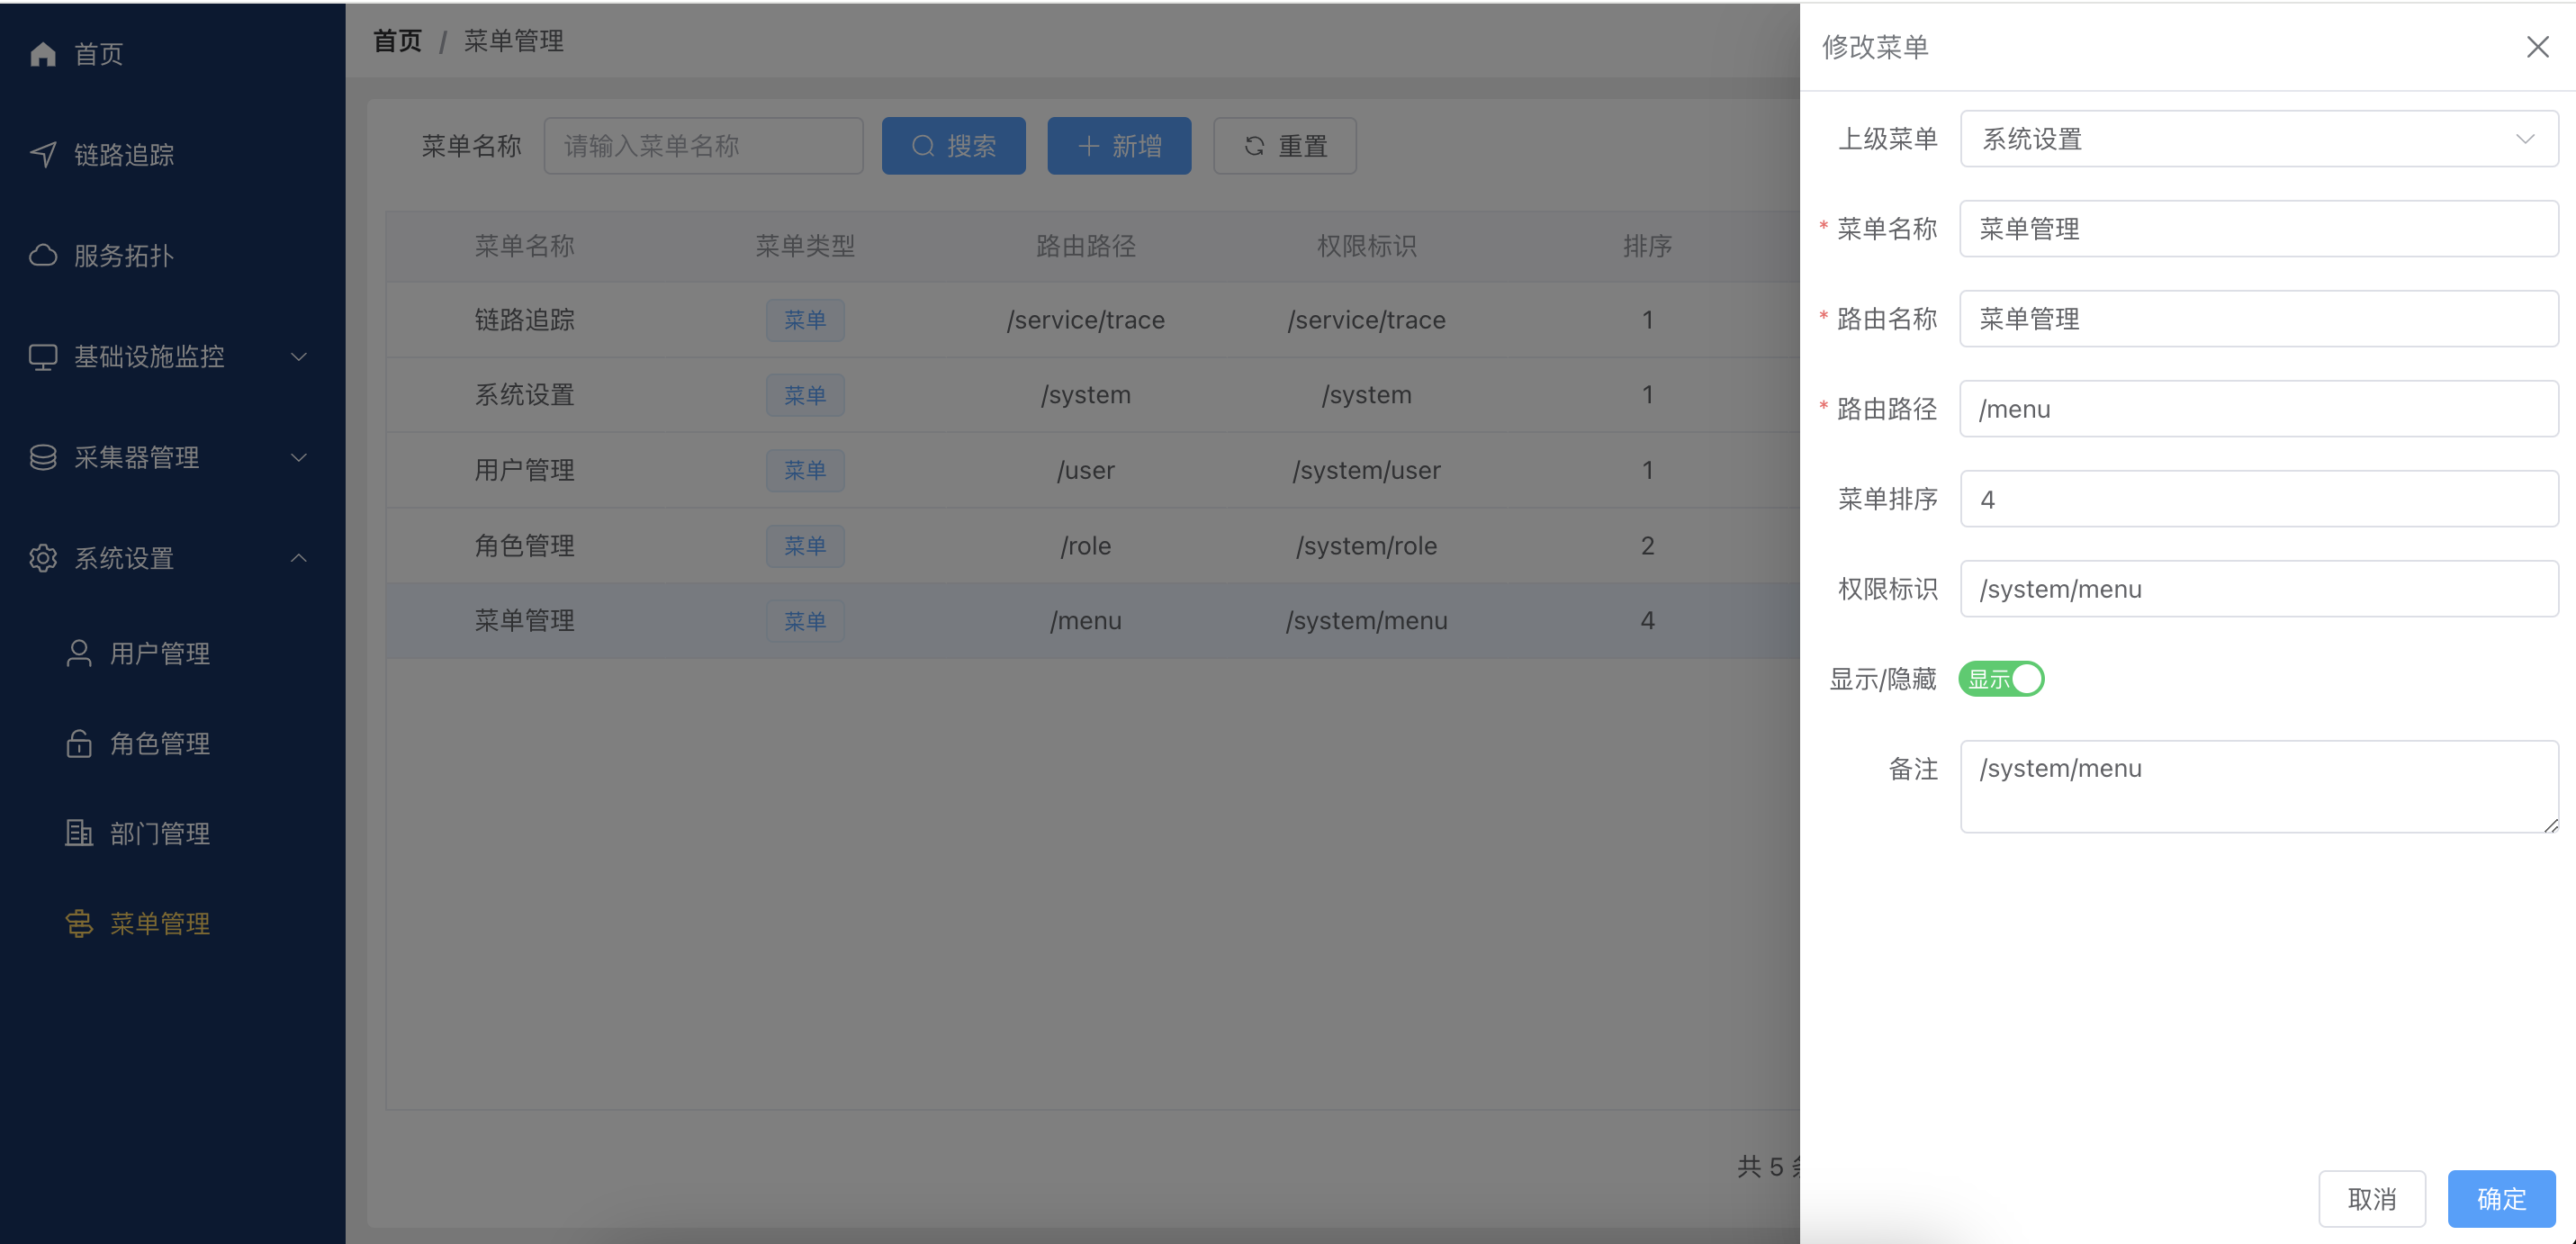 首页
链路追踪
服务拓扑
基础设施监控
采集器管理
系统设置
用户管理
角色管理
部门管理
菜单管理
首页 / 菜单管理
菜单名称 请输入菜单名称 搜索 新增 重置
菜单名称 菜单类型 路由路径 权限标识 排序
链路追踪 菜单 /service/trace /service/trace 1
系统设置 菜单 /system /system 1
用户管理 菜单 /user /system/user 1
角色管理 菜单 /role /system/role 2
菜单管理 菜单 /menu /system/menu 4
共 5
修改菜单
上级菜单 系统设置
* 菜单名称 菜单管理
* 路由名称 菜单管理
* 路由路径 /menu
菜单排序 4
权限标识 /system/menu
显示/隐藏 显示
备注 /system/menu
取消 确定